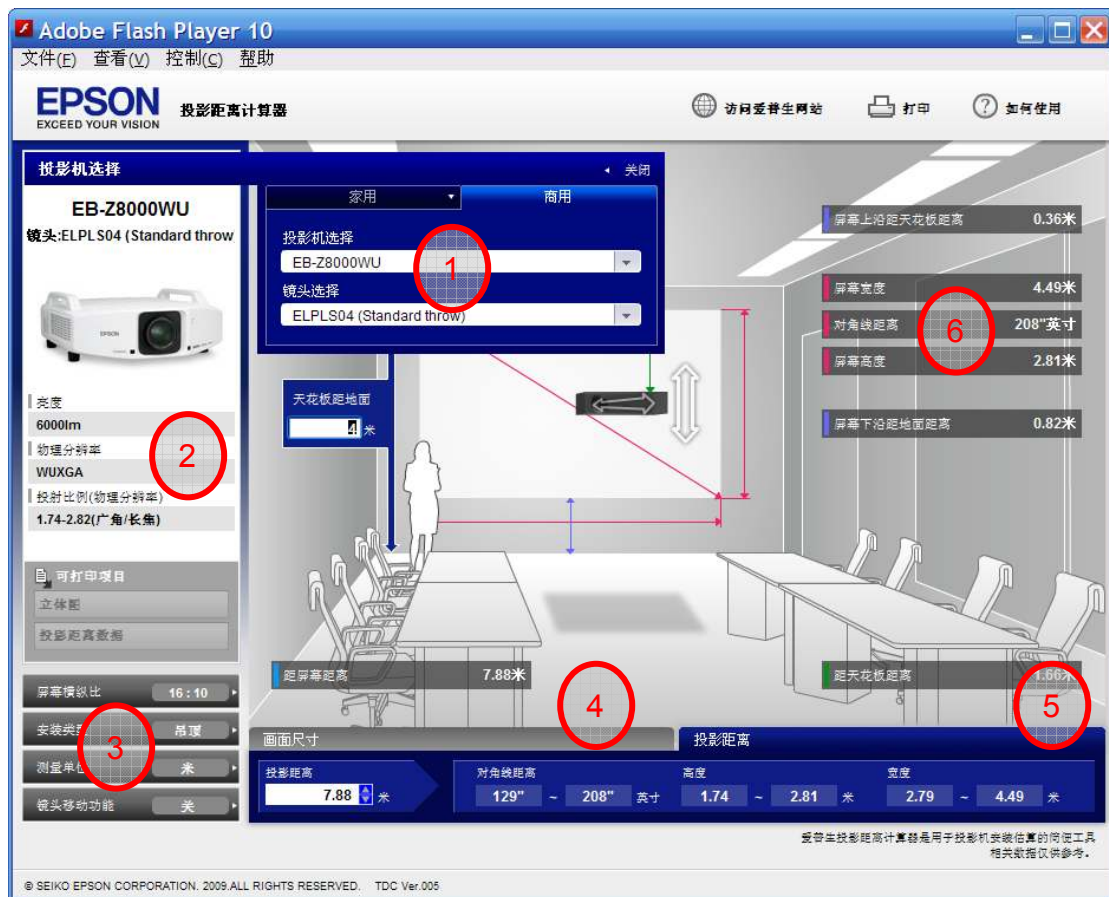 Adobe Flash Player 10
文件(F) 查看(V) 控制(C) 帮助
EPSON
EXCEED YOUR VISION
投影距离计算器
访问爱普生网站
打印
如何使用
投影机选择
关闭
EB-Z8000WU
镜头:ELPLS04 (Standard throw
EPSON
亮度
6000lm
物理分辨率
WUXGA
投射比例(物理分辨率)
1.74-2.82(广角/长焦)
2
可打印项目
立体图
投影距离数据
屏幕横纵比 16:10
安装类型 吊顶
测量单位 米
镜头移动功能 关
3
家用 商用
投影机选择
EB-Z8000WU
镜头选择
ELPLS04 (Standard throw)
1
天花板距地面
4 米
屏幕上沿距天花板距离 0.36米
屏幕宽度 4.49米
对角线距离 208"英寸
屏幕高度 2.81米
6
屏幕下沿距地面距离 0.82米
距屏幕距离 7.88米
距天花板距离 1.66米
4
5
画面尺寸
投影距离
投影距离 对角线距离 高度 宽度
7.88 米 129" ~ 208" 英寸 1.74 ~ 2.81 米 2.79 ~ 4.49 米
爱普生投影距离计算器是用于投影机安装估算的简便工具
相关数据仅供参考。
© SEIKO EPSON CORPORATION. 2009.ALL RIGHTS RESERVED. TDC Ver.005